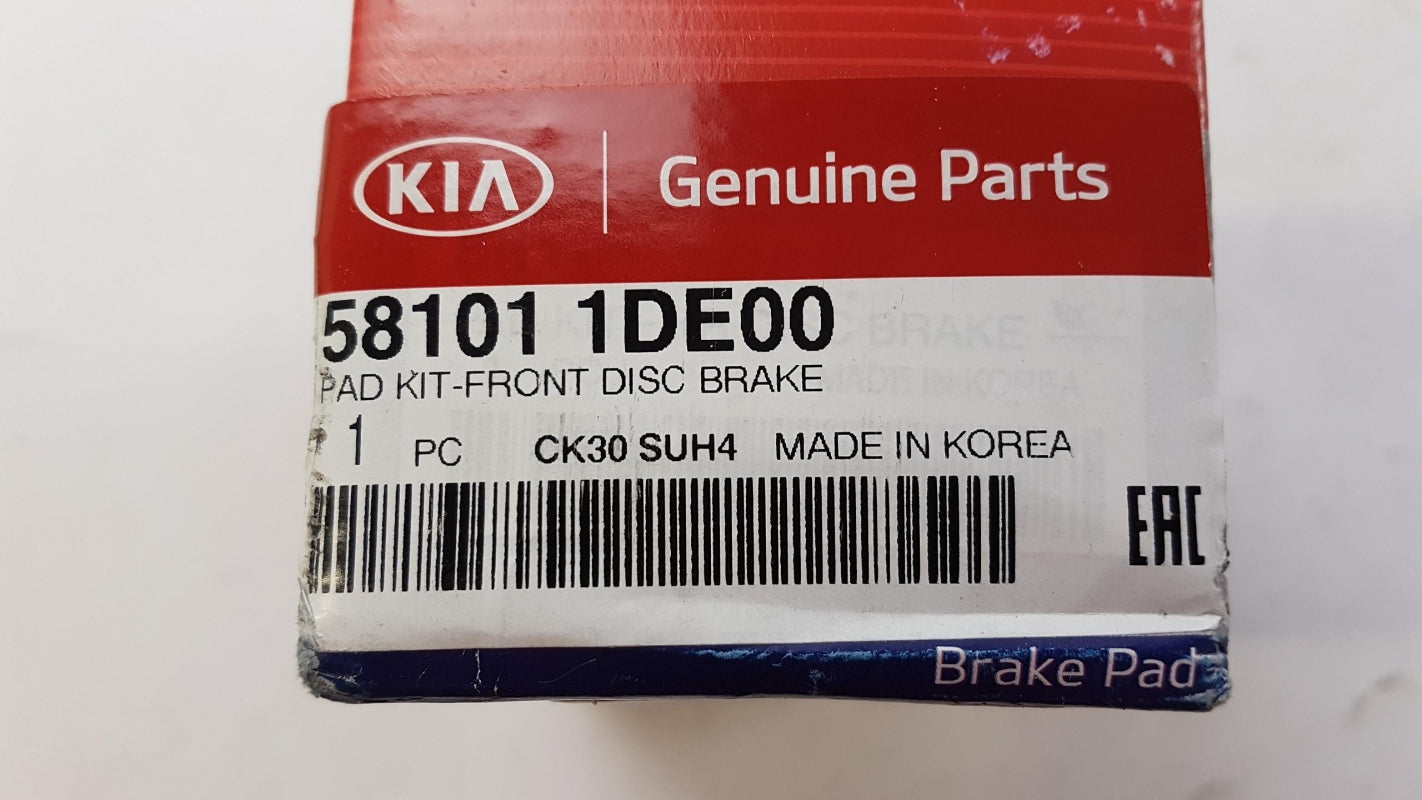 KIA Genuine Parts
58101 1DE00
PAD KIT-FRONT DISC BRAKE
1 PC CK30 SUH4 MADE IN KOREA
EAC
Brake Pad